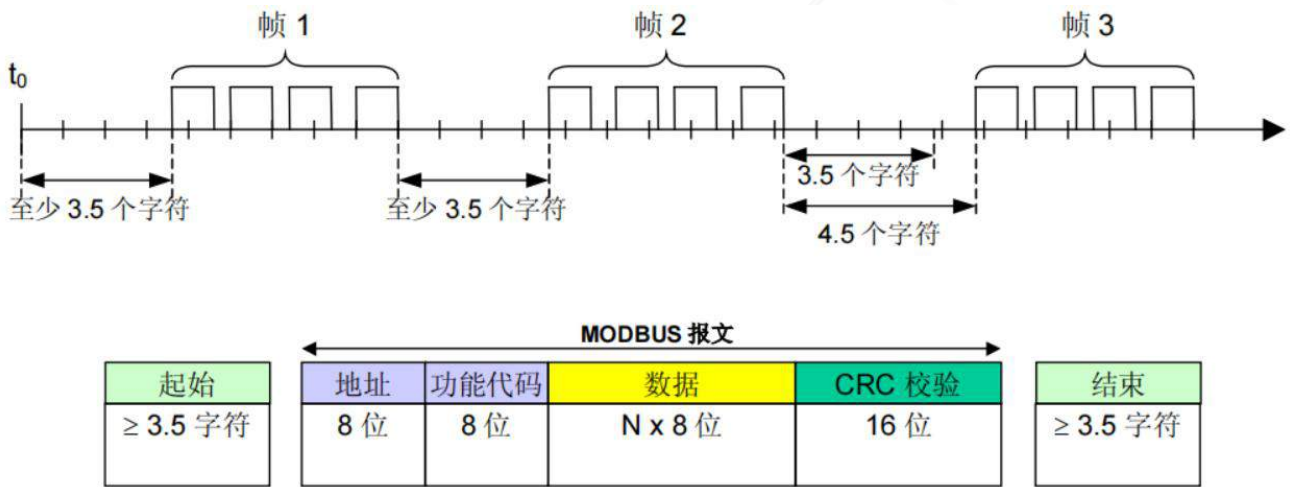 帧 1
帧 2
帧 3
t0
至少 3.5 个字符
至少 3.5 个字符
3.5 个字符
4.5 个字符
MODBUS 报文
起始 地址 功能代码 数据 CRC 校验 结束
≥ 3.5 字符 8 位 8 位 N x 8 位 16 位 ≥ 3.5 字符